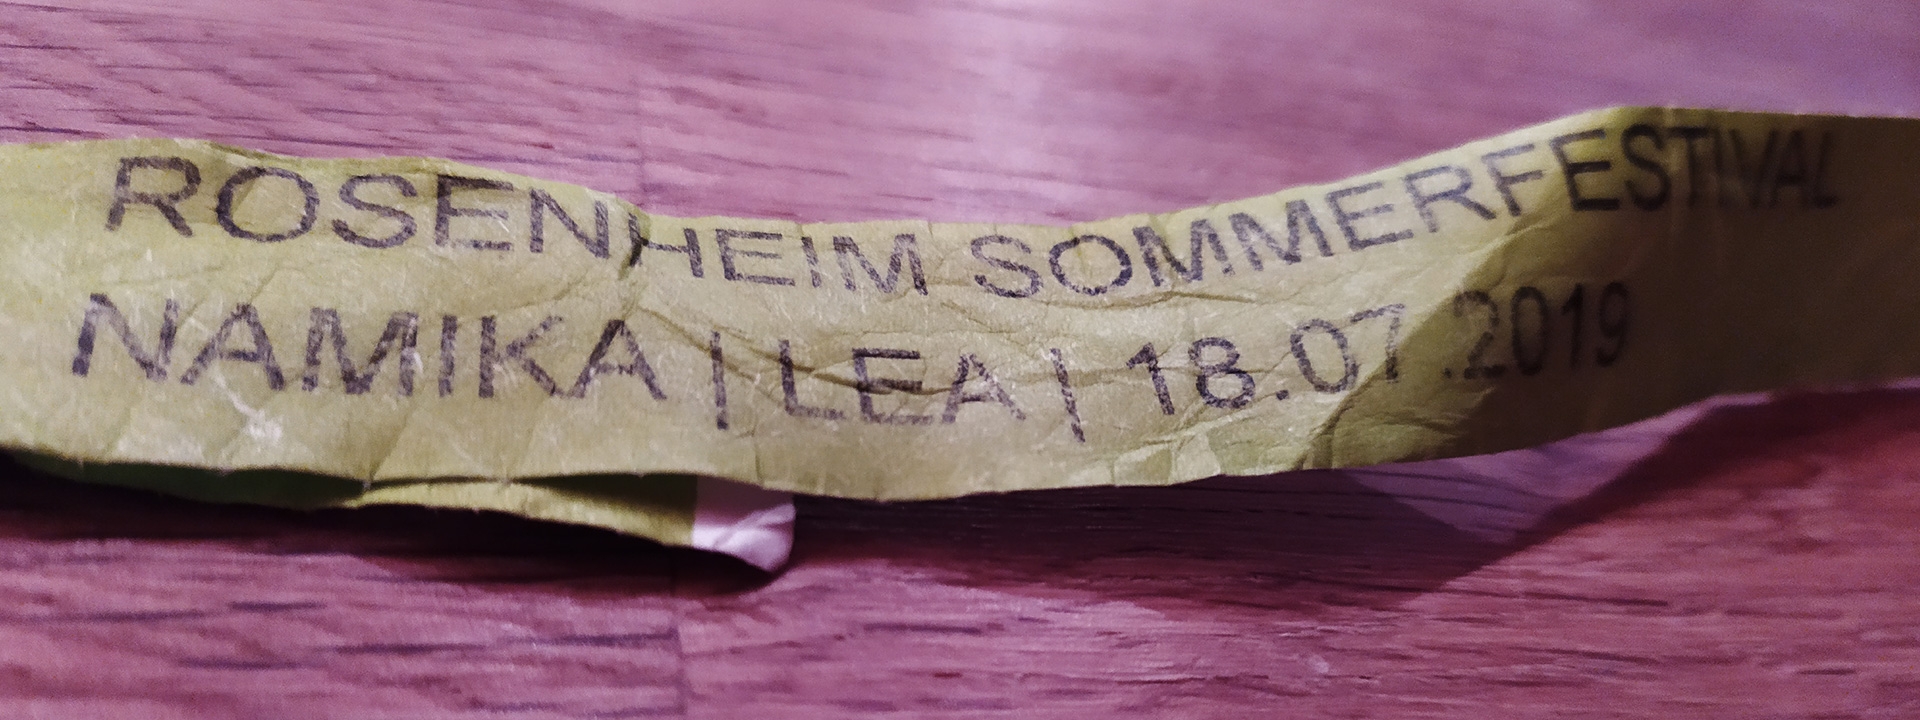 ROSENHEIM SOMMERFESTIVAL
NAMIKA | LEA | 18.07.2019